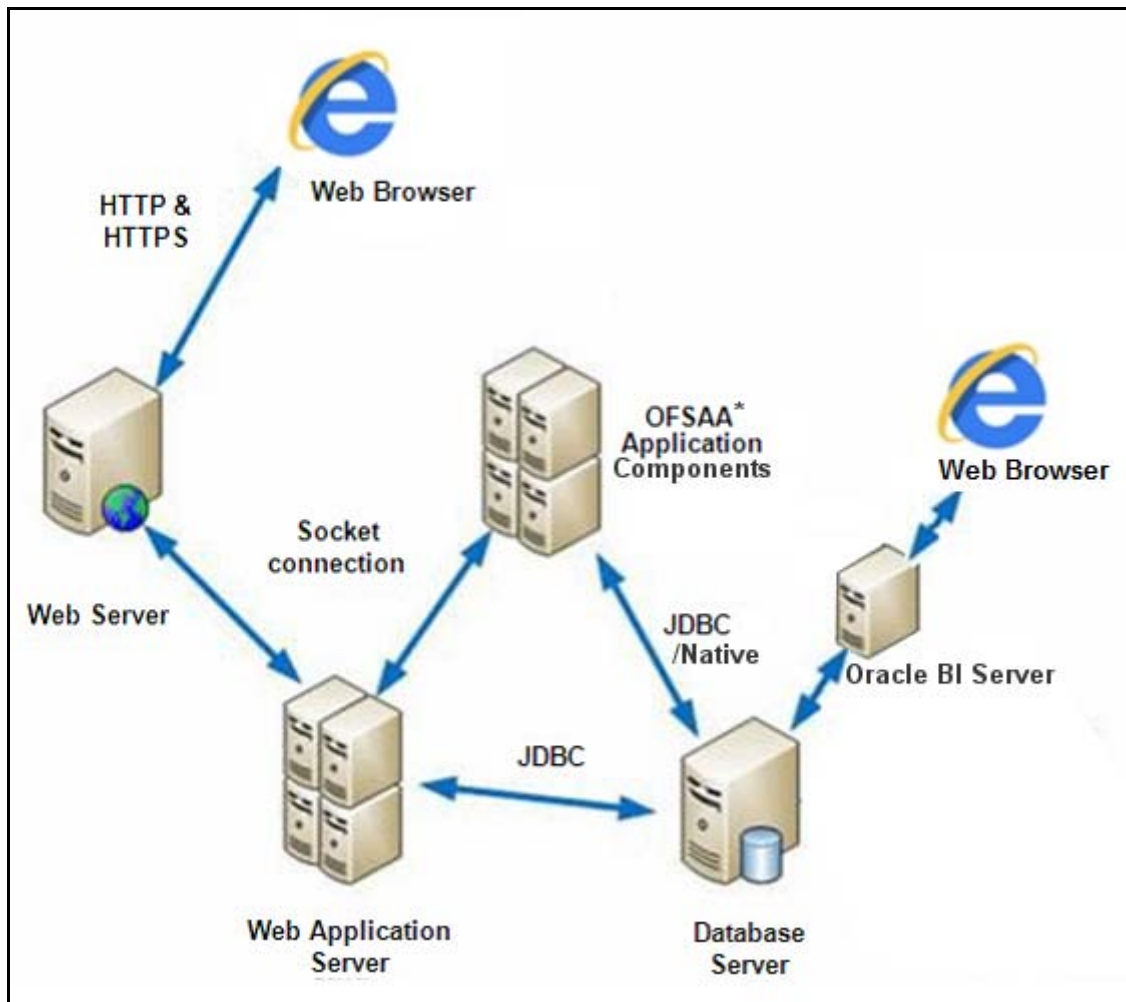 Web Browser
HTTP &
HTTPS
OFSAA*
Application
Components
Web Browser
Socket
connection
Web Server
JDBC
/Native
Oracle BI Server
JDBC
Web Application
Server
Database
Server